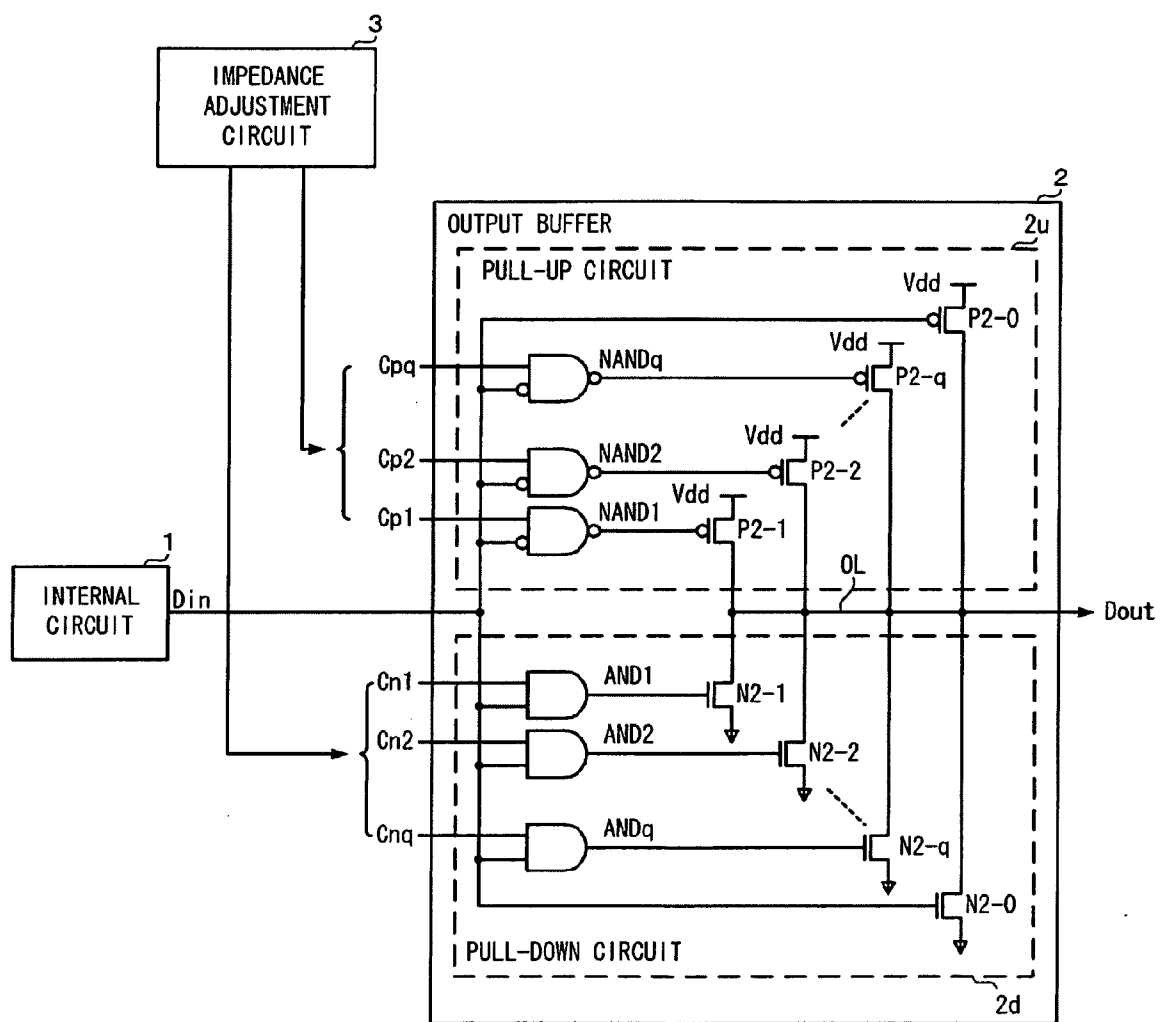 3
IMPEDANCE
ADJUSTMENT
CIRCUIT
2
OUTPUT BUFFER
2u
PULL-UP CIRCUIT
Vdd
P2-0
Vdd
Cpq
NANDq
P2-q
Vdd
Cp2
NAND2
P2-2
Vdd
Cp1
NAND1
P2-1
1
INTERNAL
CIRCUIT
Din
OL
Dout
Cn1
AND1
N2-1
Cn2
AND2
N2-2
Cnq
ANDq
N2-q
N2-0
PULL-DOWN CIRCUIT
2d